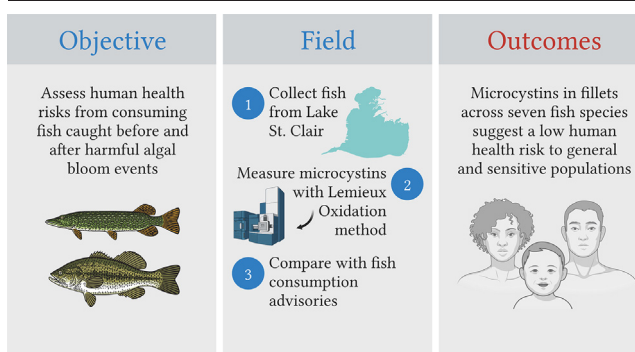 Objective
Assess human health
risks from consuming
fish caught before and
after harmful algal
bloom events
Field
1
Collect fish
from Lake
St. Clair
Measure microcystins
with Lemieux
Oxidation
method
2
3
Compare with fish
consumption
advisories
Outcomes
Microcystins in fillets
across seven fish species
suggest a low human
health risk to general
and sensitive populations